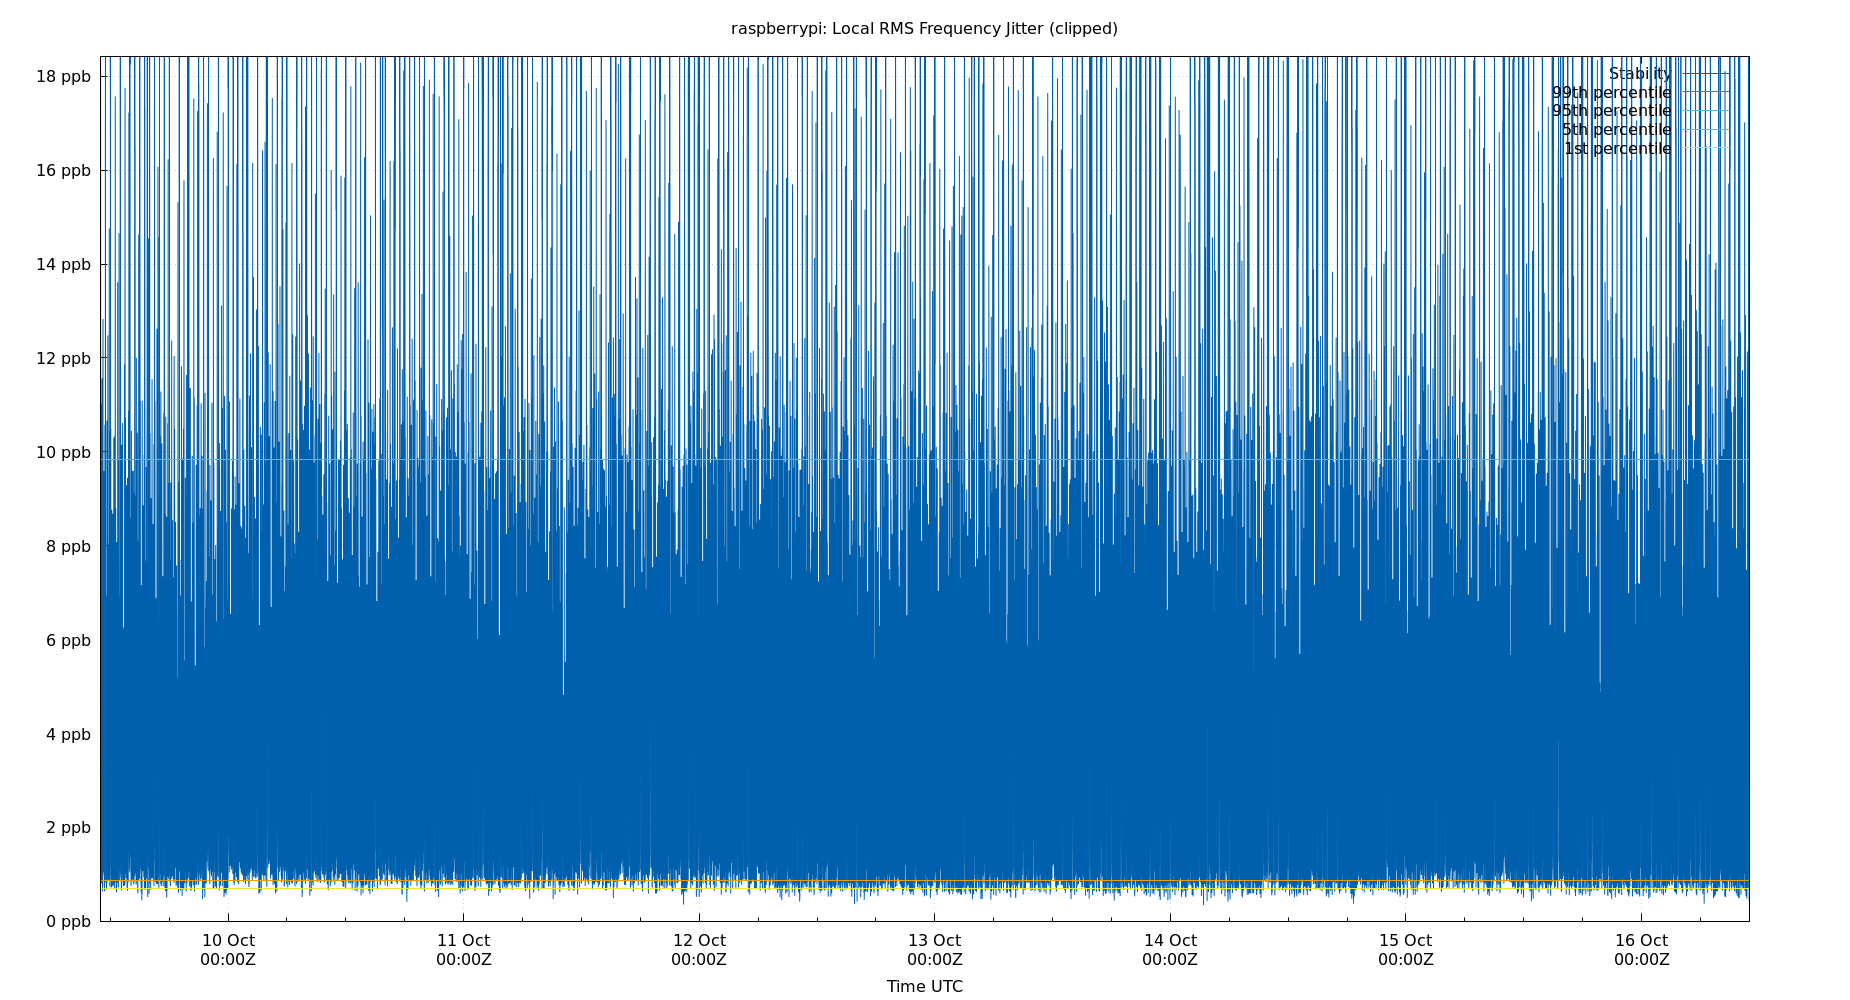 raspberrypi: Local RMS Frequency Jitter (clipped)
18 ppb
16 ppb
14 ppb
12 ppb
10 ppb
8 ppb
6 ppb
4 ppb
2 ppb
0 ppb
Stability
99th percentile
95th percentile
5th percentile
1st percentile
10 Oct
00:00Z
11 Oct
00:00Z
12 Oct
00:00Z
13 Oct
00:00Z
14 Oct
00:00Z
15 Oct
00:00Z
16 Oct
00:00Z
Time UTC